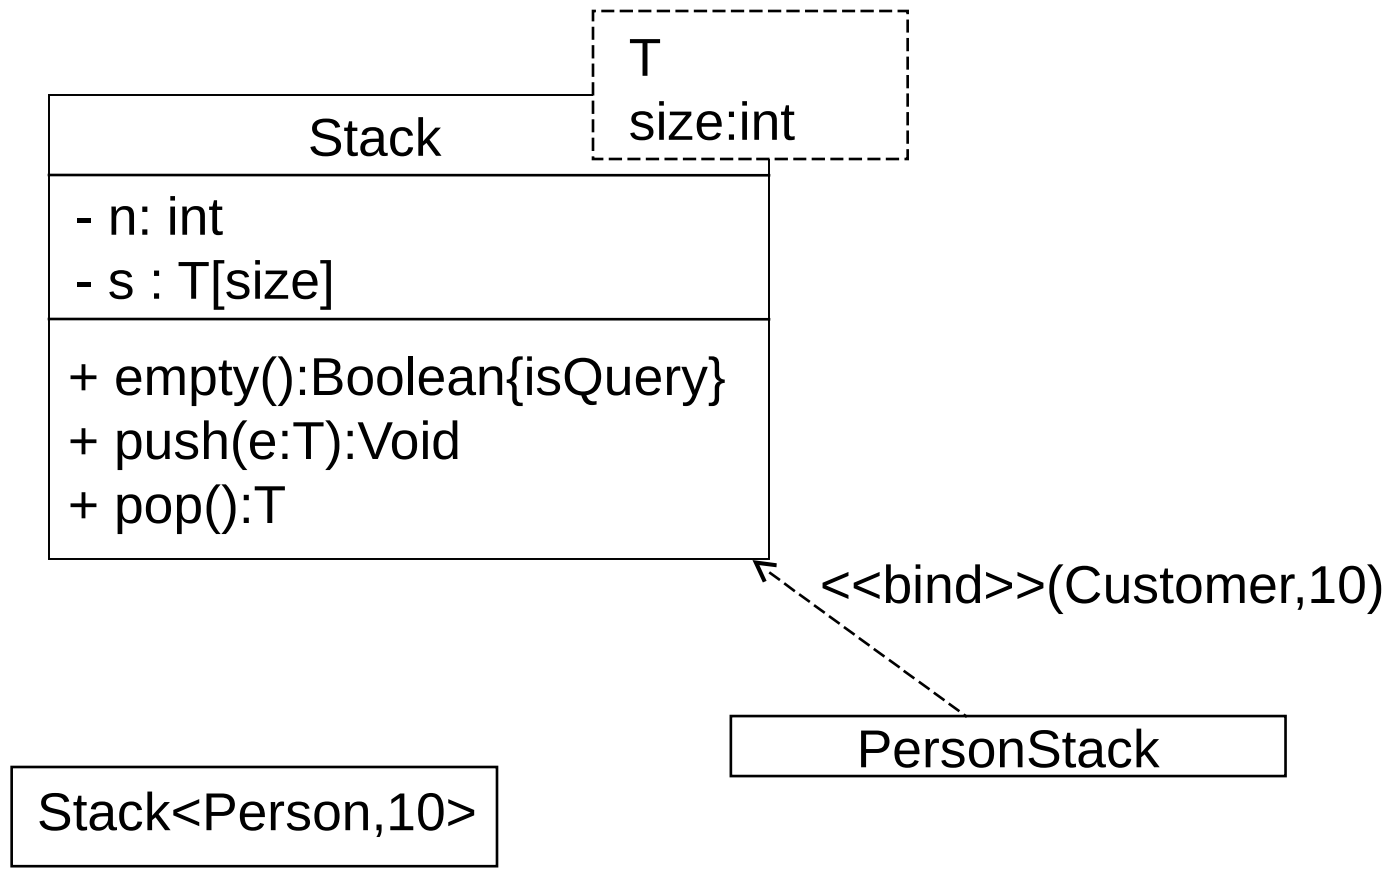 T
size:int
Stack
- n: int
- s : T[size]
+ empty():Boolean{isQuery}
+ push(e:T):Void
+ pop():T
<<bind>>(Customer,10)
PersonStack
Stack<Person,10>